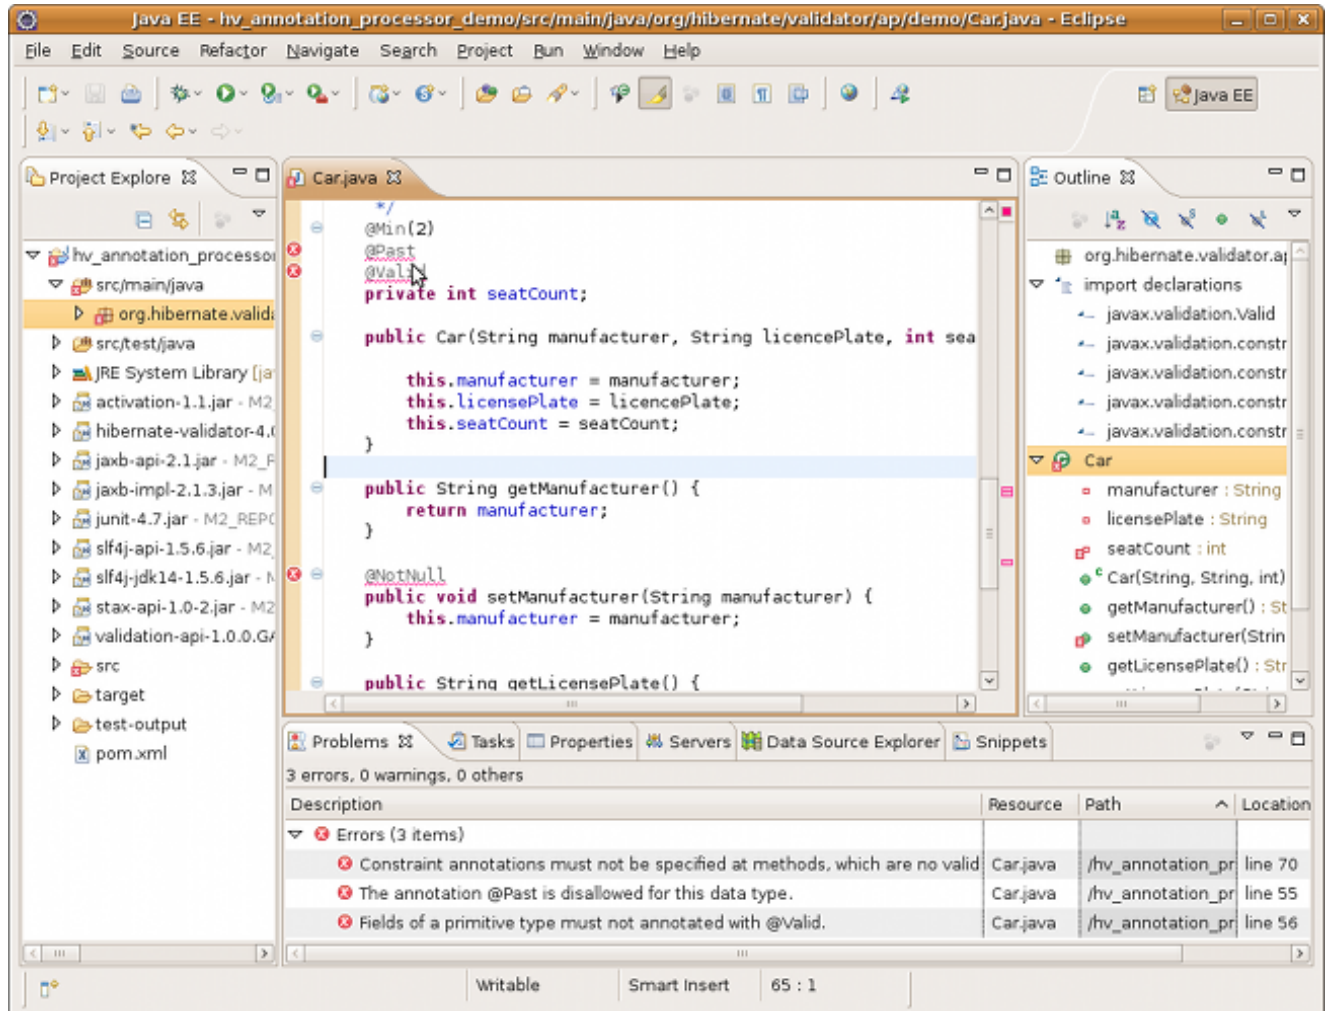 Java EE - hv_annotation_processor_demo/src/main/java/org/hibernate/validator/ap/demo/Car.java - Eclipse
File Edit Source Refactor Navigate Search Project Run Window Help
Java EE
Project Explore
hv_annotation_processo
src/main/java
org.hibernate.valid
src/test/java
JRE System Library [ja
activation-1.1.jar - M2_
hibernate-validator-4.0
jaxb-api-2.1.jar - M2_F
jaxb-impl-2.1.3.jar - M
junit-4.7.jar - M2_REPO
slf4j-api-1.5.6.jar - M2_
slf4j-jdk14-1.5.6.jar - M
stax-api-1.0-2.jar - M2
validation-api-1.0.0.GA
src
target
test-output
pom.xml
Car.java
*/
@Min(2)
@Past
@Valid
private int seatCount;
public Car(String manufacturer, String licencePlate, int sea
this.manufacturer = manufacturer;
this.licensePlate = licencePlate;
this.seatCount = seatCount;
}
public String getManufacturer() {
return manufacturer;
}
@NotNull
public void setManufacturer(String manufacturer) {
this.manufacturer = manufacturer;
}
public String getLicensePlate() {
Outline
org.hibernate.validator.a
import declarations
javax.validation.Valid
javax.validation.constr
javax.validation.constr
javax.validation.constr
javax.validation.constr
Car
manufacturer : String
licensePlate : String
seatCount : int
Car(String, String, int)
getManufacturer() : St
setManufacturer(Strin
getLicensePlate() : Str
Problems Tasks Properties Servers Data Source Explorer Snippets
3 errors, 0 warnings, 0 others
Description Resource Path Location
Errors (3 items)
Constraint annotations must not be specified at methods, which are no valid Car.java /hv_annotation_pr line 70
The annotation @Past is disallowed for this data type. Car.java /hv_annotation_pr line 55
Fields of a primitive type must not annotated with @Valid. Car.java /hv_annotation_pr line 56
Writable Smart Insert 65 : 1